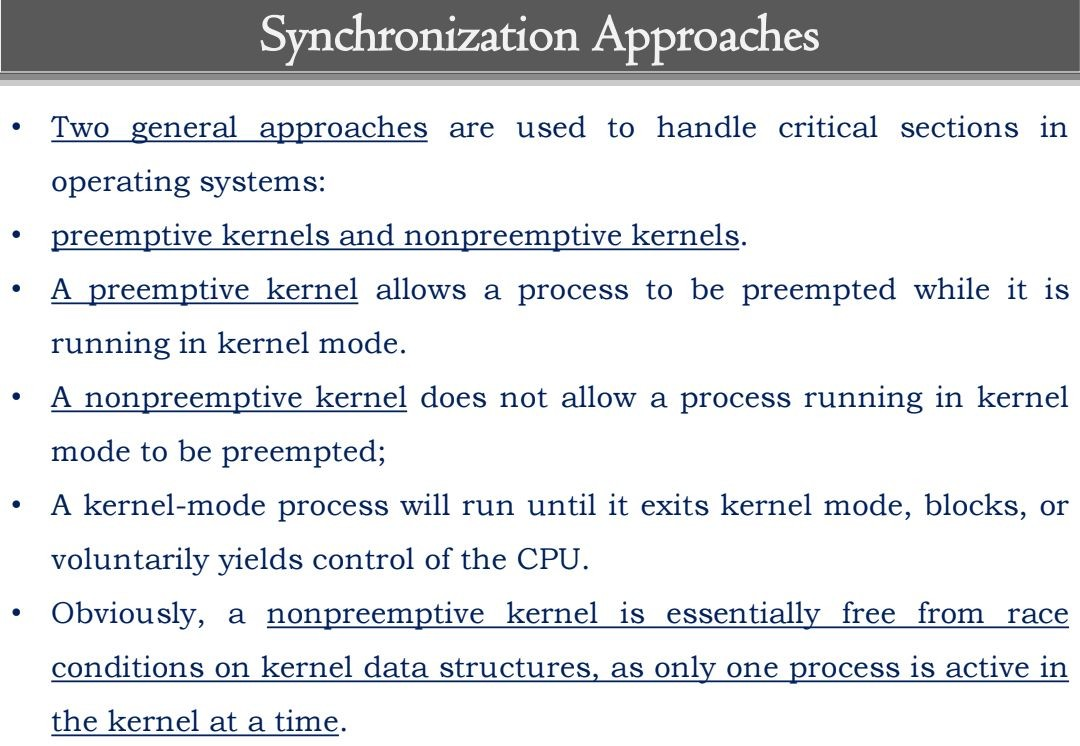 Synchronization Approaches
• Two general approaches are used to handle critical sections in
operating systems:
• preemptive kernels and nonpreemptive kernels.
• A preemptive kernel allows a process to be preempted while it is
running in kernel mode.
• A nonpreemptive kernel does not allow a process running in kernel
mode to be preempted;
• A kernel-mode process will run until it exits kernel mode, blocks, or
voluntarily yields control of the CPU.
• Obviously, a nonpreemptive kernel is essentially free from race
conditions on kernel data structures, as only one process is active in
the kernel at a time.